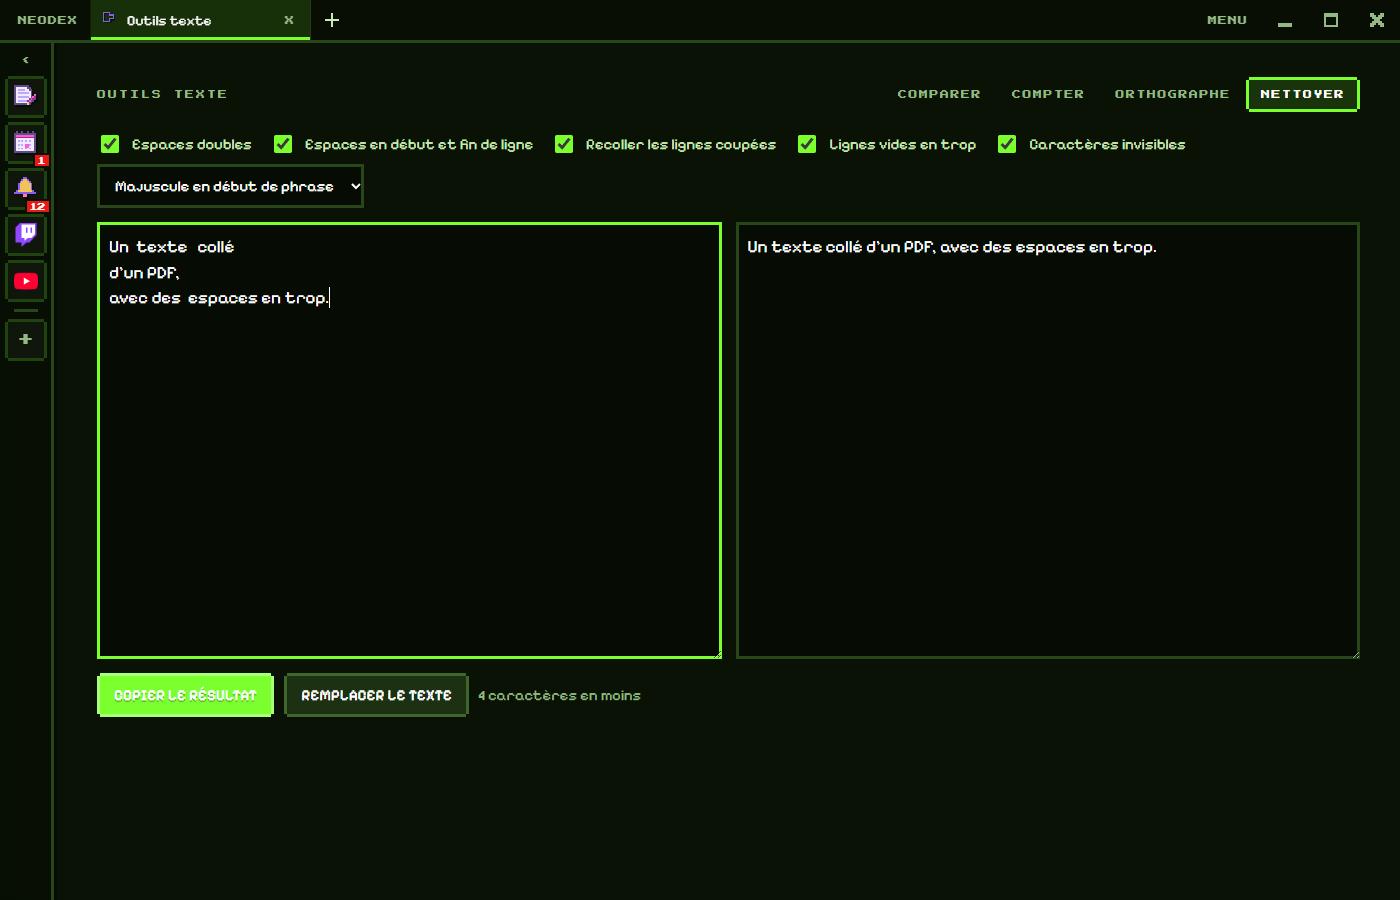 NEODEX
Outils texte
MENU
1
12
OUTILS TEXTE
COMPARER
COMPTER
ORTHOGRAPHE
NETTOYER
Espaces doubles
Espaces en début et fin de ligne
Recoller les lignes coupées
Lignes vides en trop
Caractères invisibles
Majuscule en début de phrase
Un  texte   collé
d'un PDF,
avec des  espaces en trop.
Un texte collé d'un PDF, avec des espaces en trop.
COPIER LE RÉSULTAT
REMPLACER LE TEXTE
4 caractères en moins